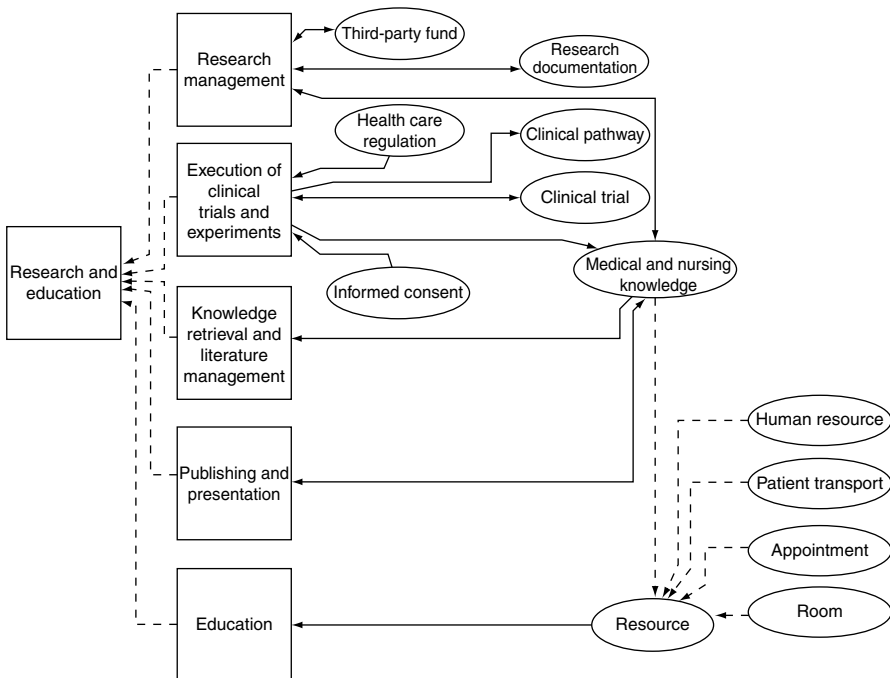 Research
management
Third-party fund
Research
documentation
Health care
regulation
Clinical pathway
Execution of
clinical
trials and
experiments
Clinical trial
Research and
education
Informed consent
Medical and nursing
knowledge
Knowledge
retrieval and
literature
management
Human resource
Publishing and
presentation
Patient transport
Appointment
Education
Resource
Room